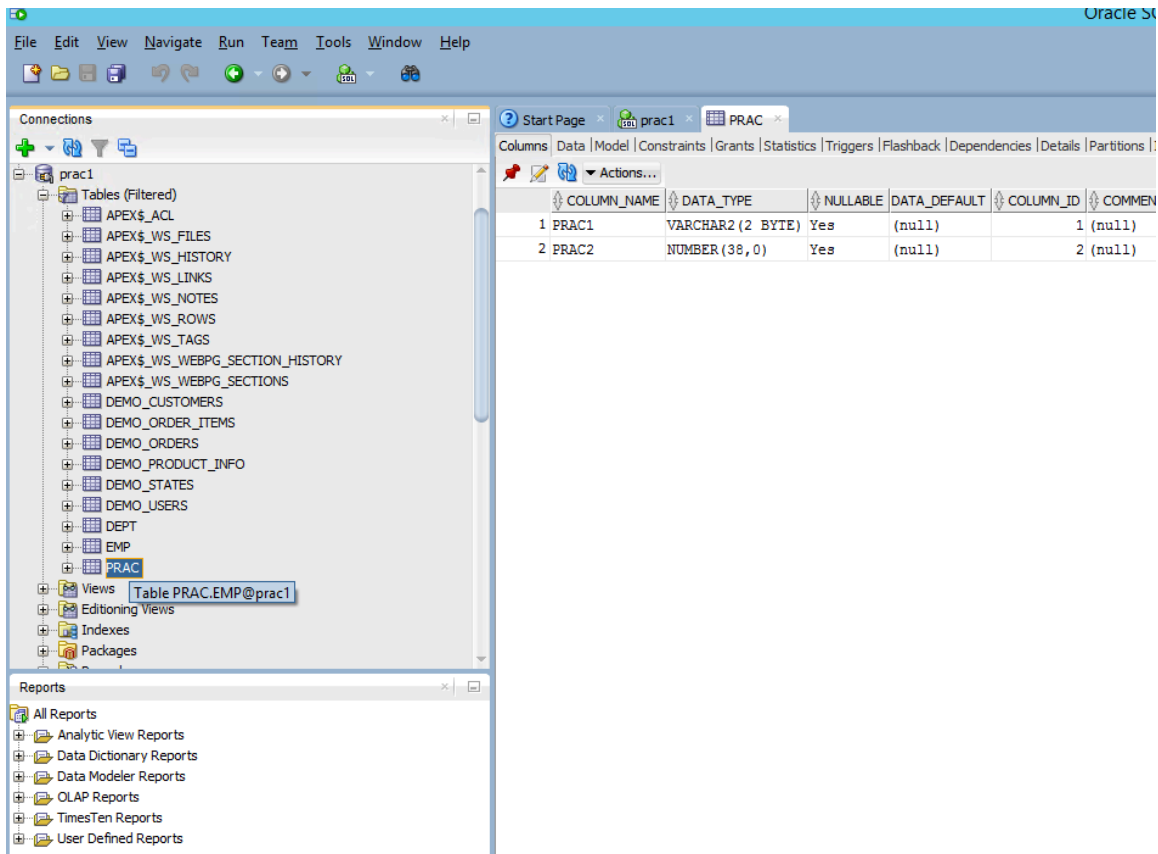 Oracle SQ
File Edit View Navigate Run Team Tools Window Help
Connections
prac1
Tables (Filtered)
APEX$_ACL
APEX$_WS_FILES
APEX$_WS_HISTORY
APEX$_WS_LINKS
APEX$_WS_NOTES
APEX$_WS_ROWS
APEX$_WS_TAGS
APEX$_WS_WEBPG_SECTION_HISTORY
APEX$_WS_WEBPG_SECTIONS
DEMO_CUSTOMERS
DEMO_ORDER_ITEMS
DEMO_ORDERS
DEMO_PRODUCT_INFO
DEMO_STATES
DEMO_USERS
DEPT
EMP
PRAC
Views
Table PRAC.EMP@prac1
Editioning Views
Indexes
Packages
Reports
All Reports
Analytic View Reports
Data Dictionary Reports
Data Modeler Reports
OLAP Reports
TimesTen Reports
User Defined Reports
Start Page prac1 PRAC
Columns Data Model Constraints Grants Statistics Triggers Flashback Dependencies Details Partitions
Actions...
COLUMN_NAME DATA_TYPE NULLABLE DATA_DEFAULT COLUMN_ID COMMEN
1 PRAC1 VARCHAR2(2 BYTE) Yes (null) 1 (null)
2 PRAC2 NUMBER(38,0) Yes (null) 2 (null)